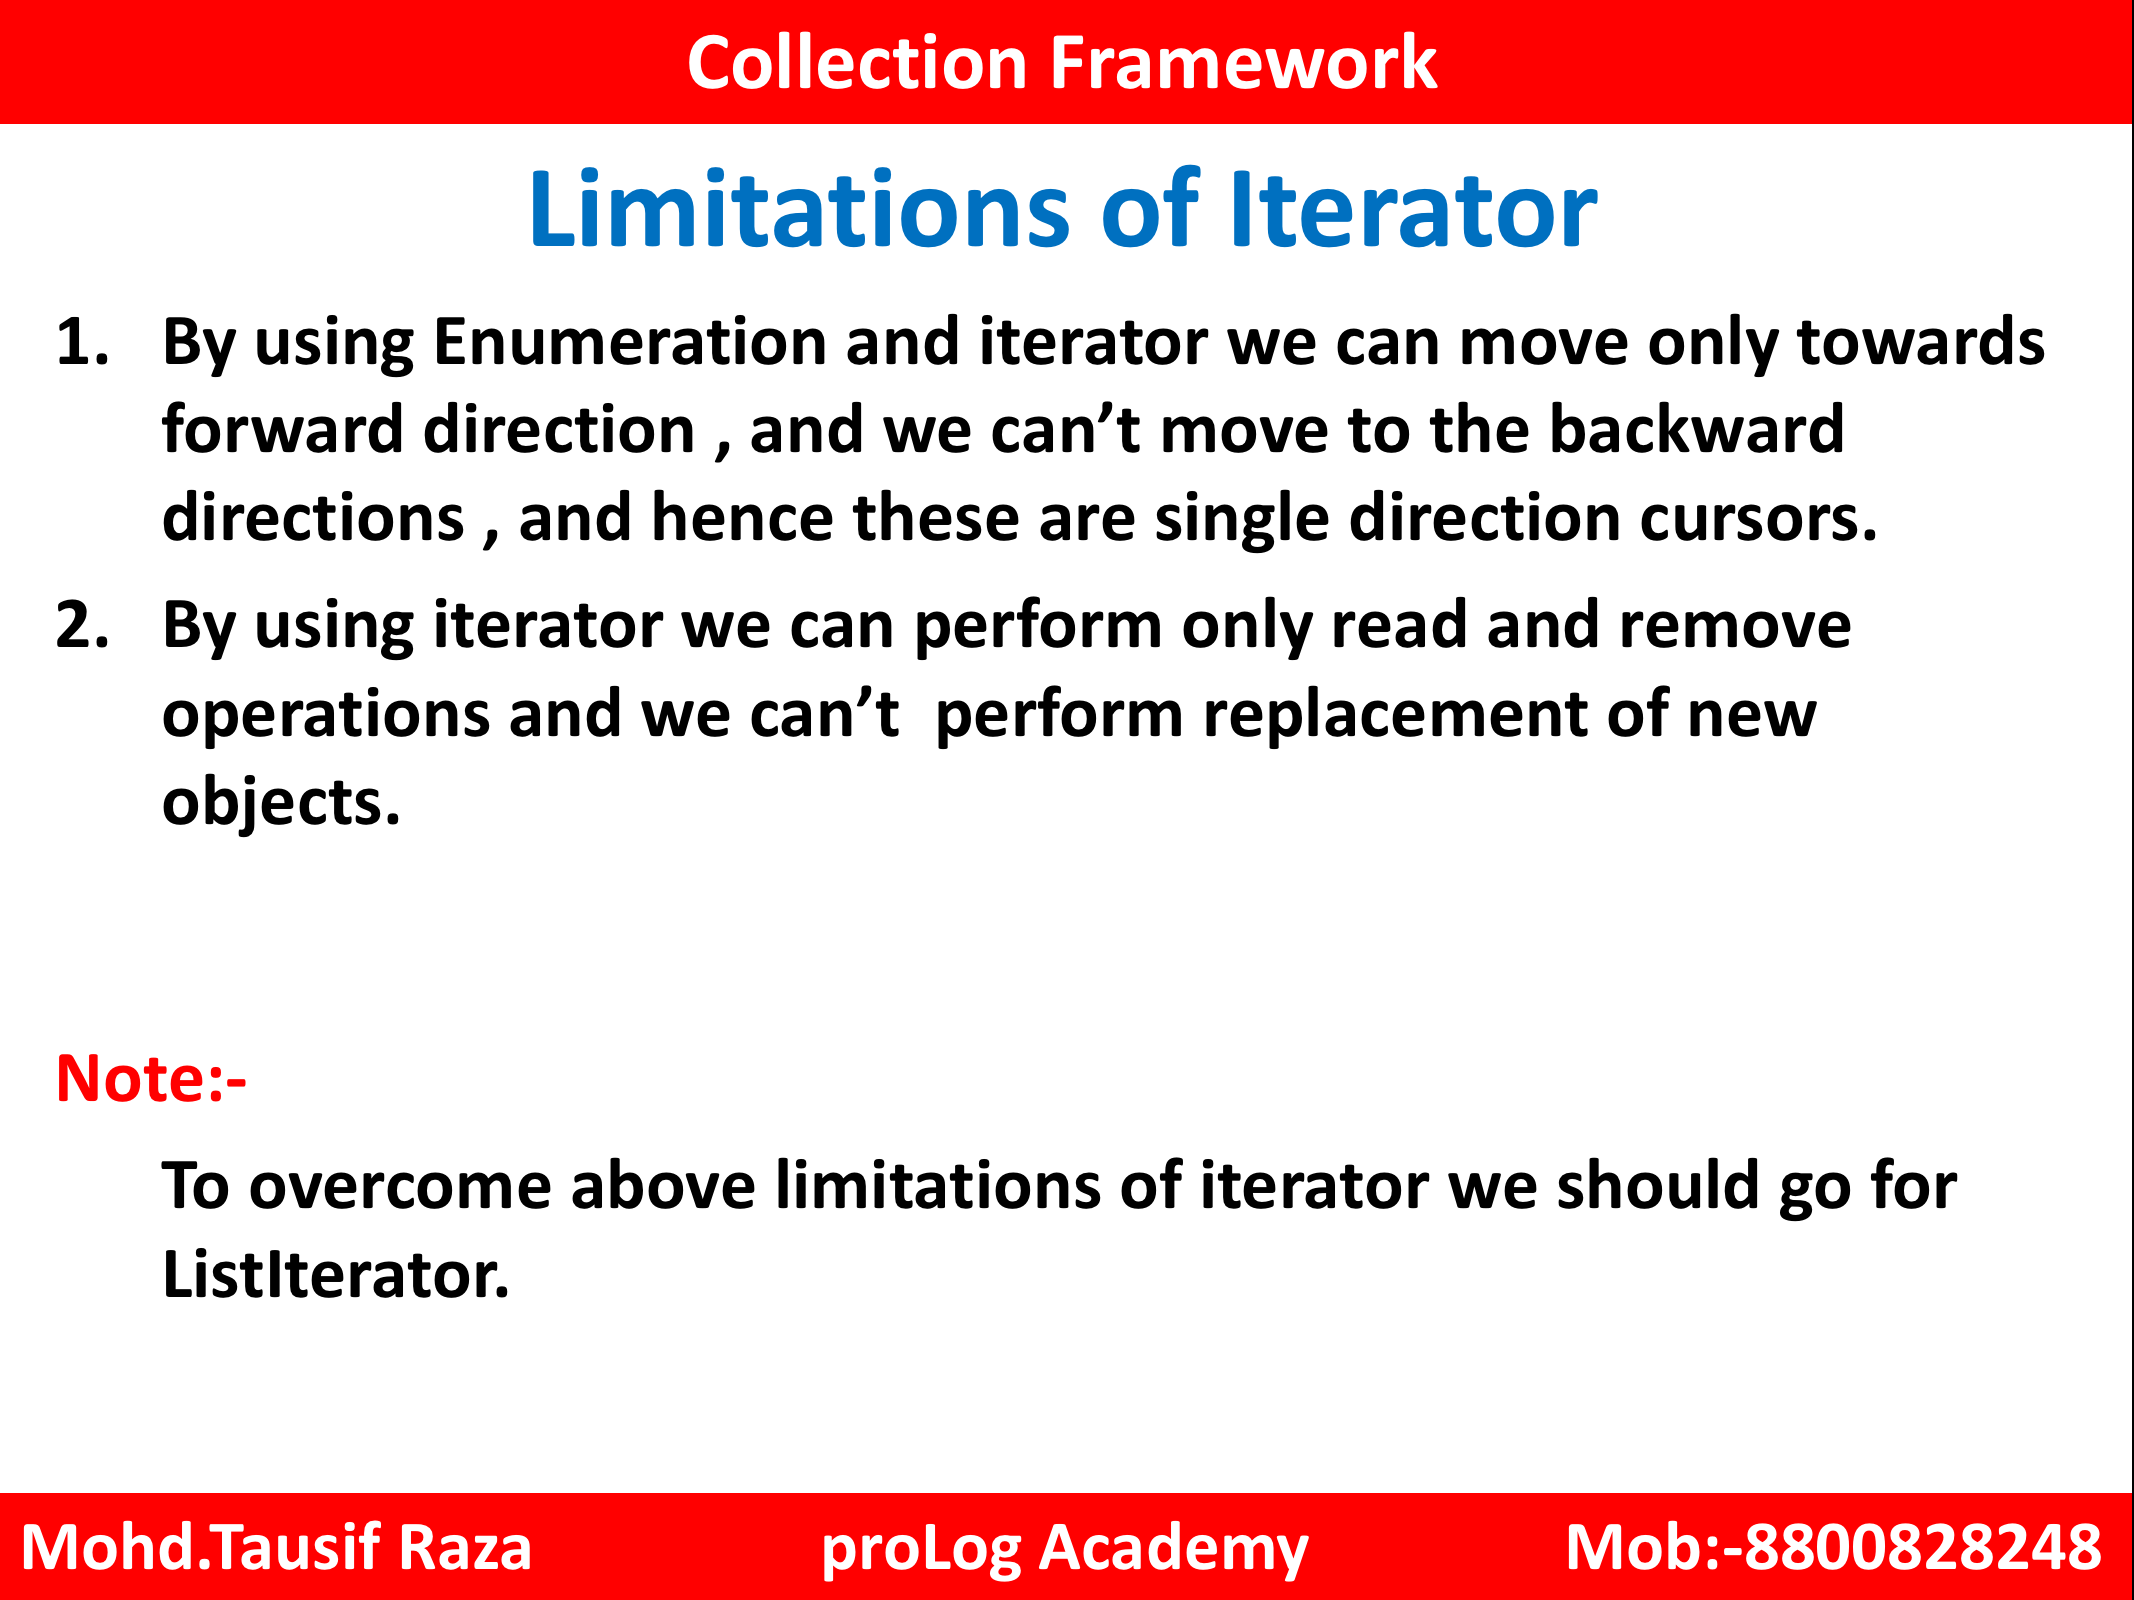 Collection Framework
Limitations of Iterator
1. By using Enumeration and iterator we can move only towards
forward direction , and we can’t move to the backward
directions , and hence these are single direction cursors.
2. By using iterator we can perform only read and remove
operations and we can’t  perform replacement of new
objects.
Note:-
To overcome above limitations of iterator we should go for
ListIterator.
Mohd.Tausif Raza proLog Academy Mob:-8800828248